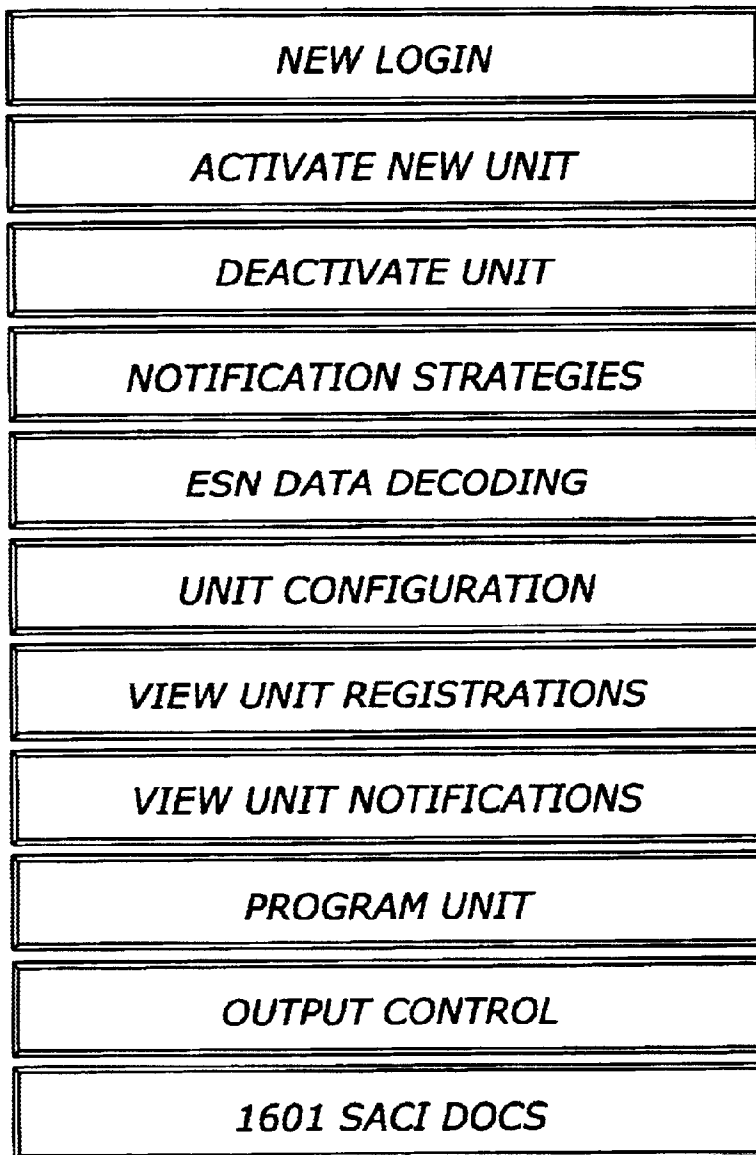 NEW LOGIN
ACTIVATE NEW UNIT
DEACTIVATE UNIT
NOTIFICATION STRATEGIES
ESN DATA DECODING
UNIT CONFIGURATION
VIEW UNIT REGISTRATIONS
VIEW UNIT NOTIFICATIONS
PROGRAM UNIT
OUTPUT CONTROL
1601 SACI DOCS